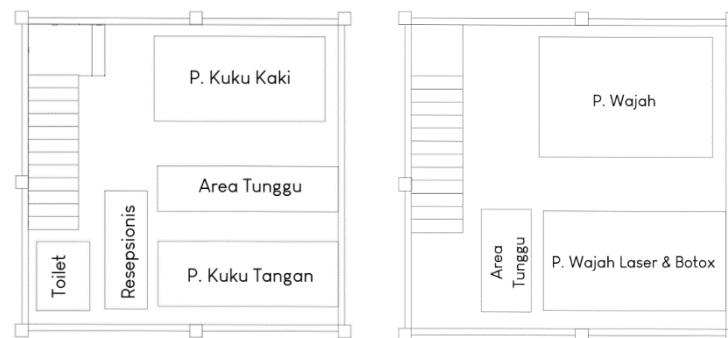 P. Kuku Kaki
Area Tunggu
Resepsionis
P. Kuku Tangan
Toilet
P. Wajah
Area
Tunggu
P. Wajah Laser & Botox